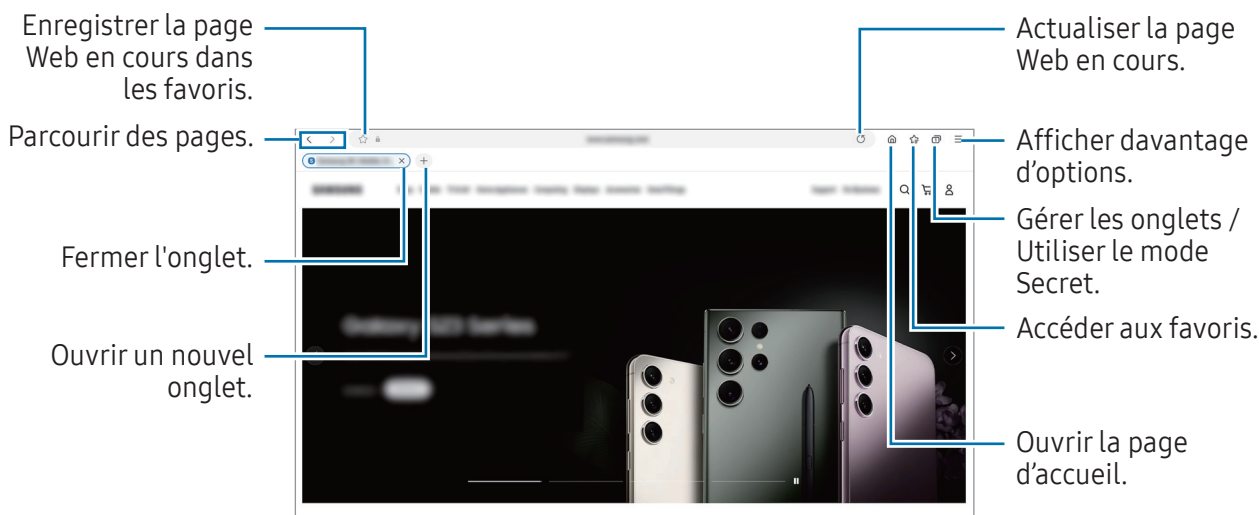 Enregistrer la page
Web en cours dans
les favoris.
Parcourir des pages.
Fermer l'onglet.
Ouvrir un nouvel
onglet.
Actualiser la page
Web en cours.
Afficher davantage
d’options.
Gérer les onglets /
Utiliser le mode
Secret.
Accéder aux favoris.
Ouvrir la page
d’accueil.